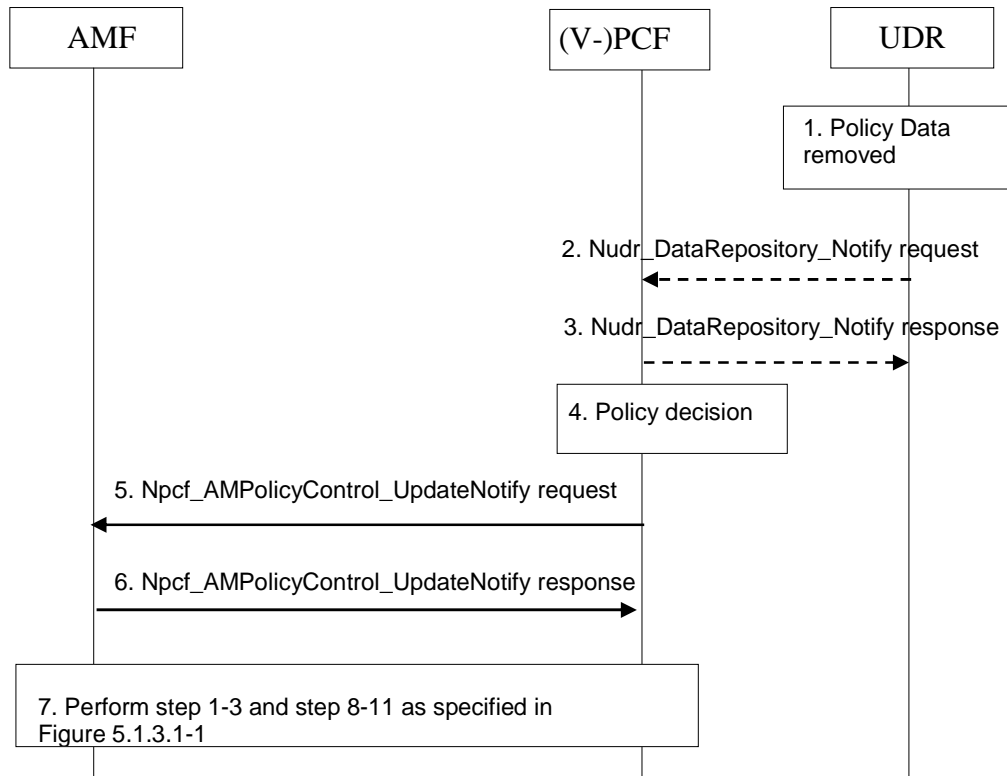 AMF
(V-)PCF
UDR
1. Policy Data
removed
2. Nudr_DataRepository_Notify request
3. Nudr_DataRepository_Notify response
4. Policy decision
5. Npcf_AMPolicyControl_UpdateNotify request
6. Npcf_AMPolicyControl_UpdateNotify response
7. Perform step 1-3 and step 8-11 as specified in
Figure 5.1.3.1-1